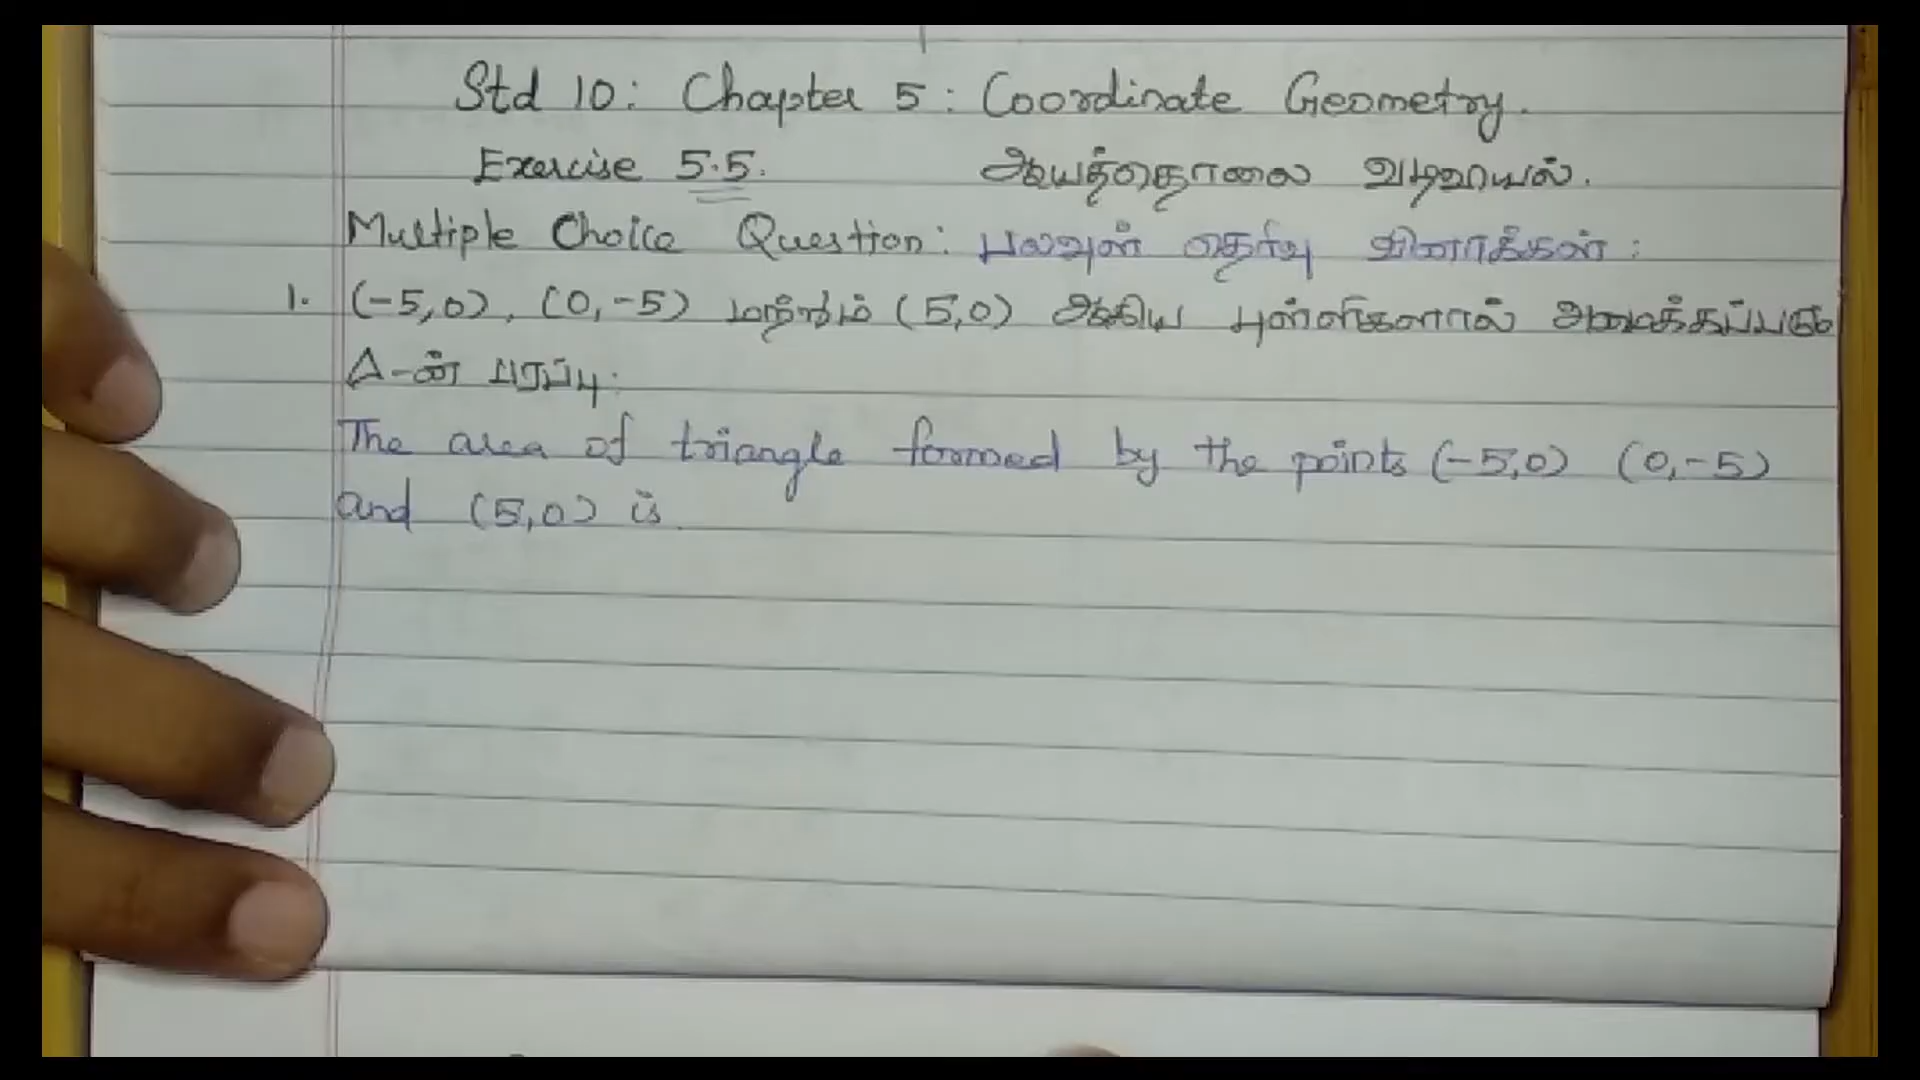 Std 10: Chapter 5: Coordinate Geometry.
Exercise 5.5. ஆயத்தொலை வடிவியல்.
Multiple Choice Question: பலவுள் தெரிவு வினாக்கள் :
1. (-5,0), (0,-5) மற்றும் (5,0) ஆகிய புள்ளிகளால் அமைக்கப்படும்
Δ-ன் பரப்பு.
The area of triangle formed by the points (-5,0) (0,-5)
and (5,0) is.